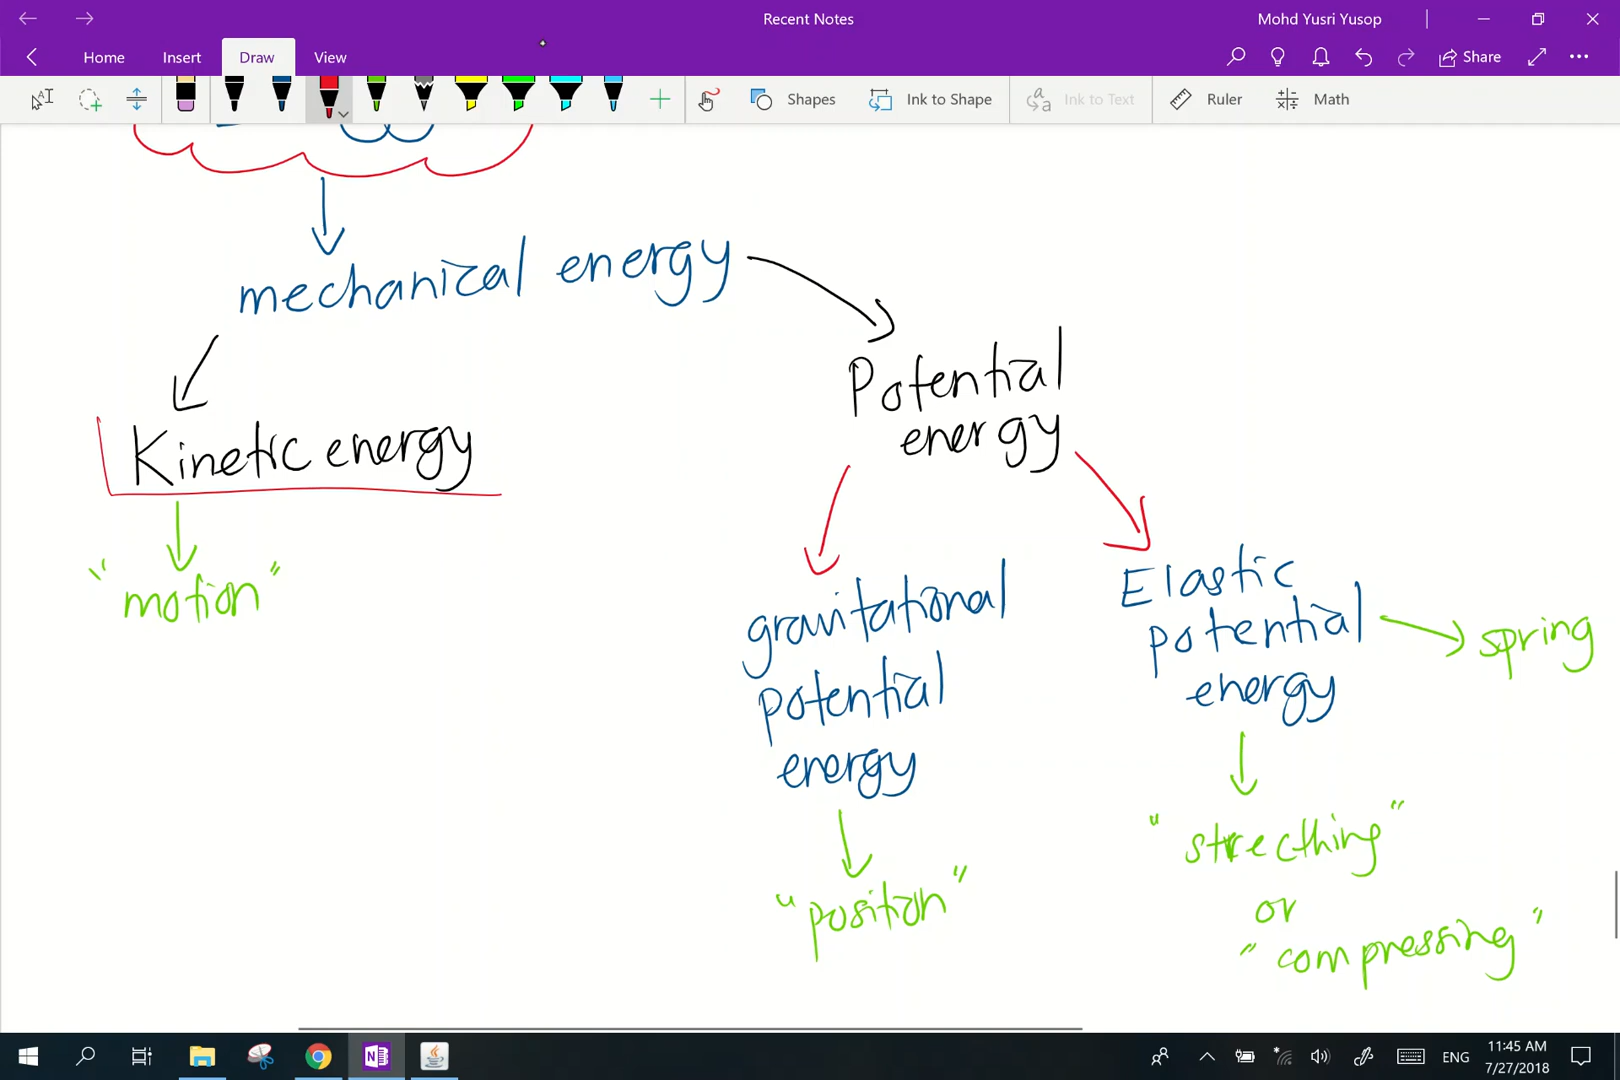 Recent Notes
Mohd Yusri Yusop
Home Insert Draw View
Share
Shapes Ink to Shape Ink to Text Ruler Math
mechanical energy
Kinetic energy
"motion"
Potential
energy
gravitational
potential
energy
"position"
Elastic
potential
energy
spring
"strecthing"
or
"compressing"
ENG
11:45 AM
7/27/2018